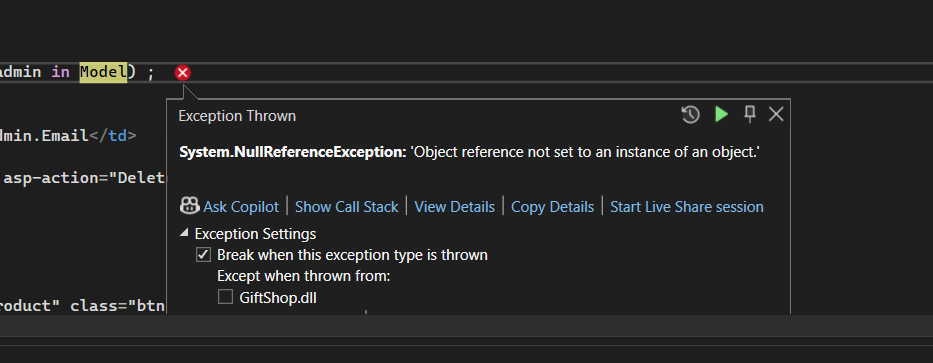 admin in Model) ;
Exception Thrown
dmin.Email</td>
System.NullReferenceException: 'Object reference not set to an instance of an object.'
asp-action="Delet
Ask Copilot | Show Call Stack | View Details | Copy Details | Start Live Share session
Exception Settings
Break when this exception type is thrown
Except when thrown from:
GiftShop.dll
roduct" class="btn